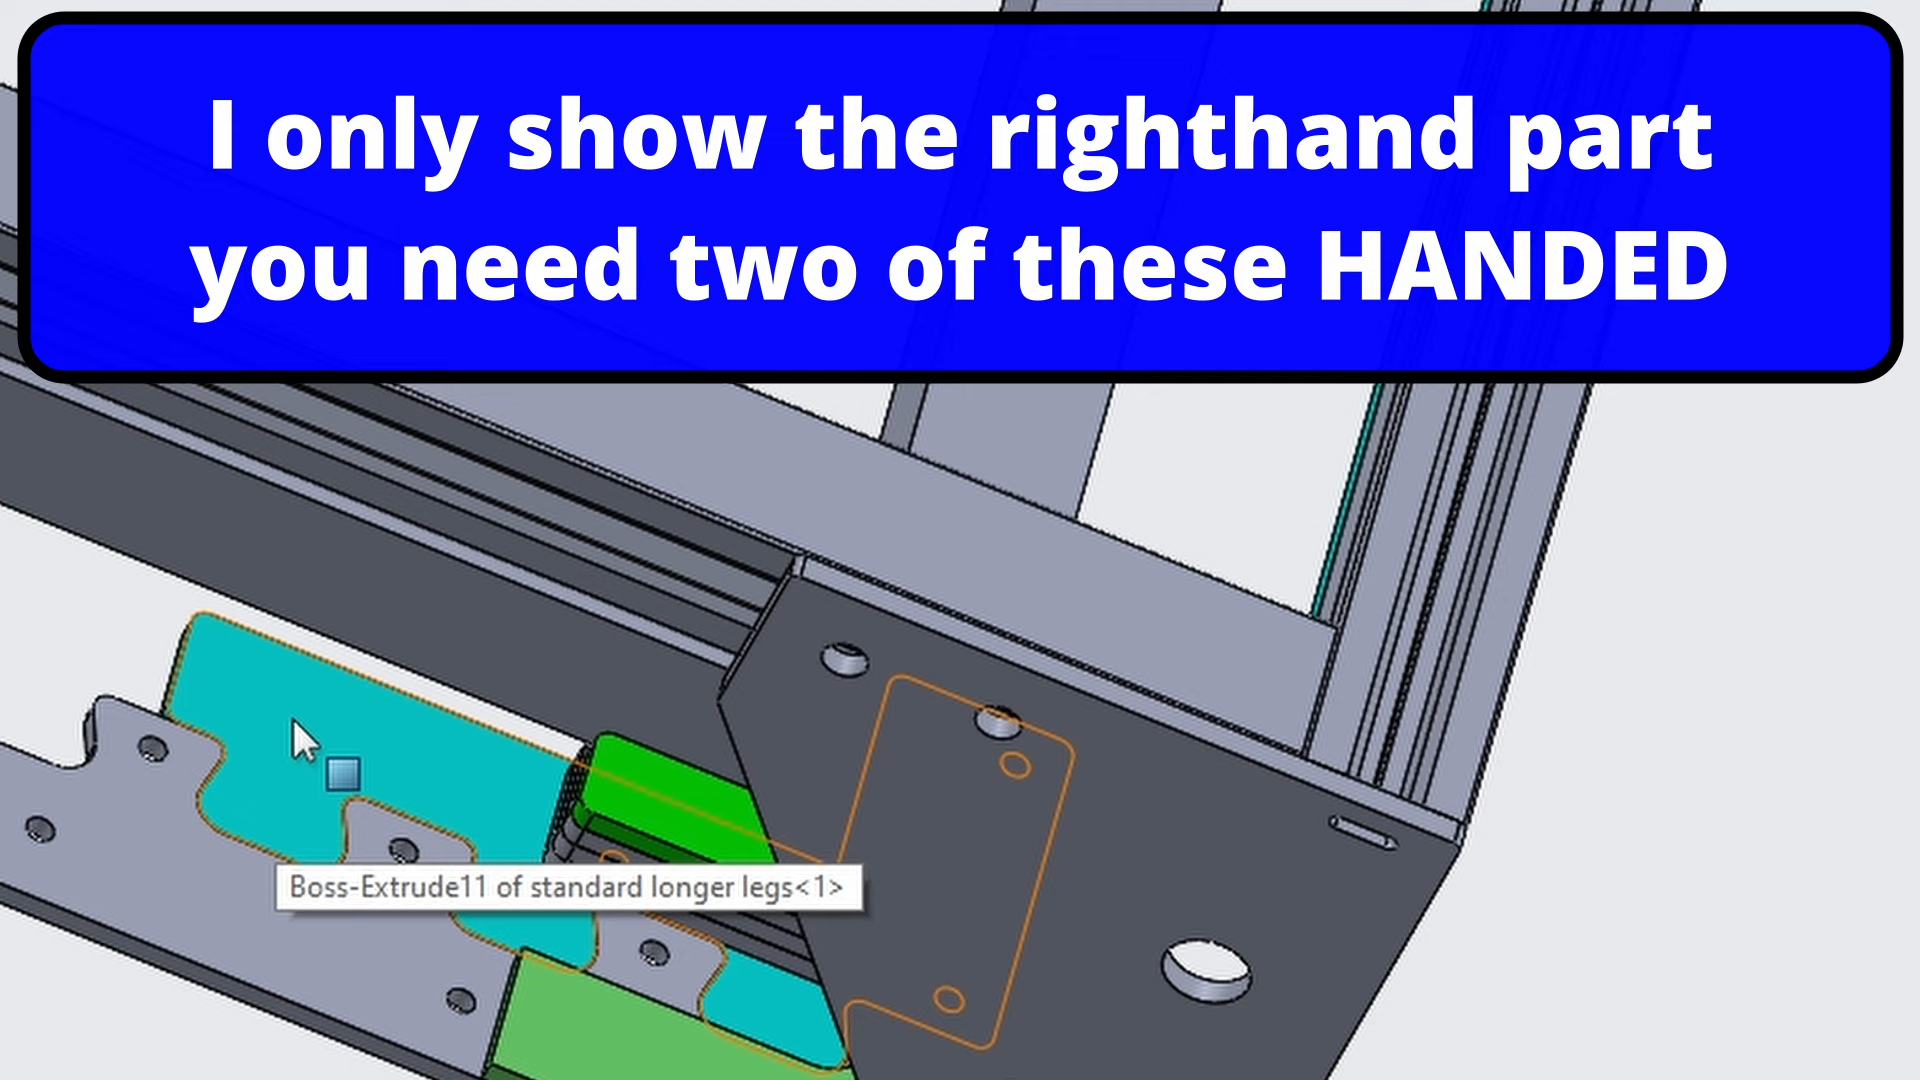 I only show the righthand part
you need two of these HANDED
Boss-Extrude11 of standard longer legs<1>